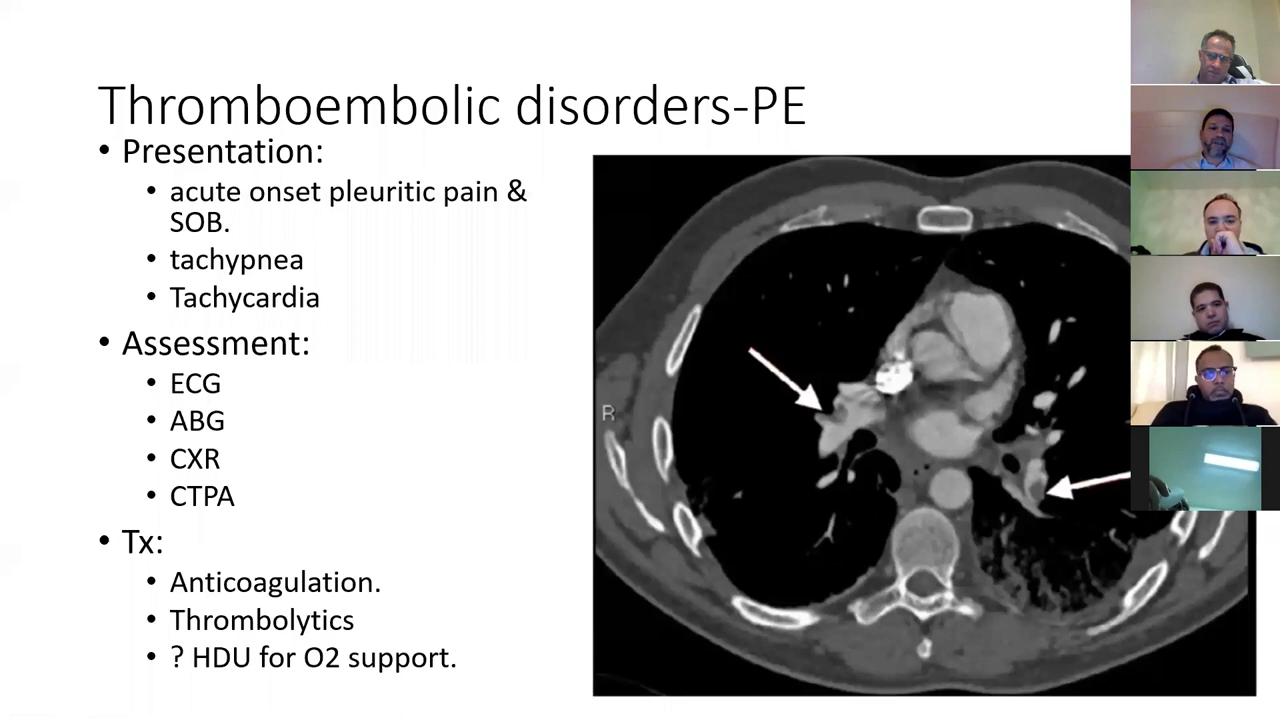 Thromboembolic disorders-PE
• Presentation:
• acute onset pleuritic pain &
SOB.
• tachypnea
• Tachycardia
• Assessment:
• ECG
• ABG
• CXR
• CTPA
• Tx:
• Anticoagulation.
• Thrombolytics
• ? HDU for O2 support.
R